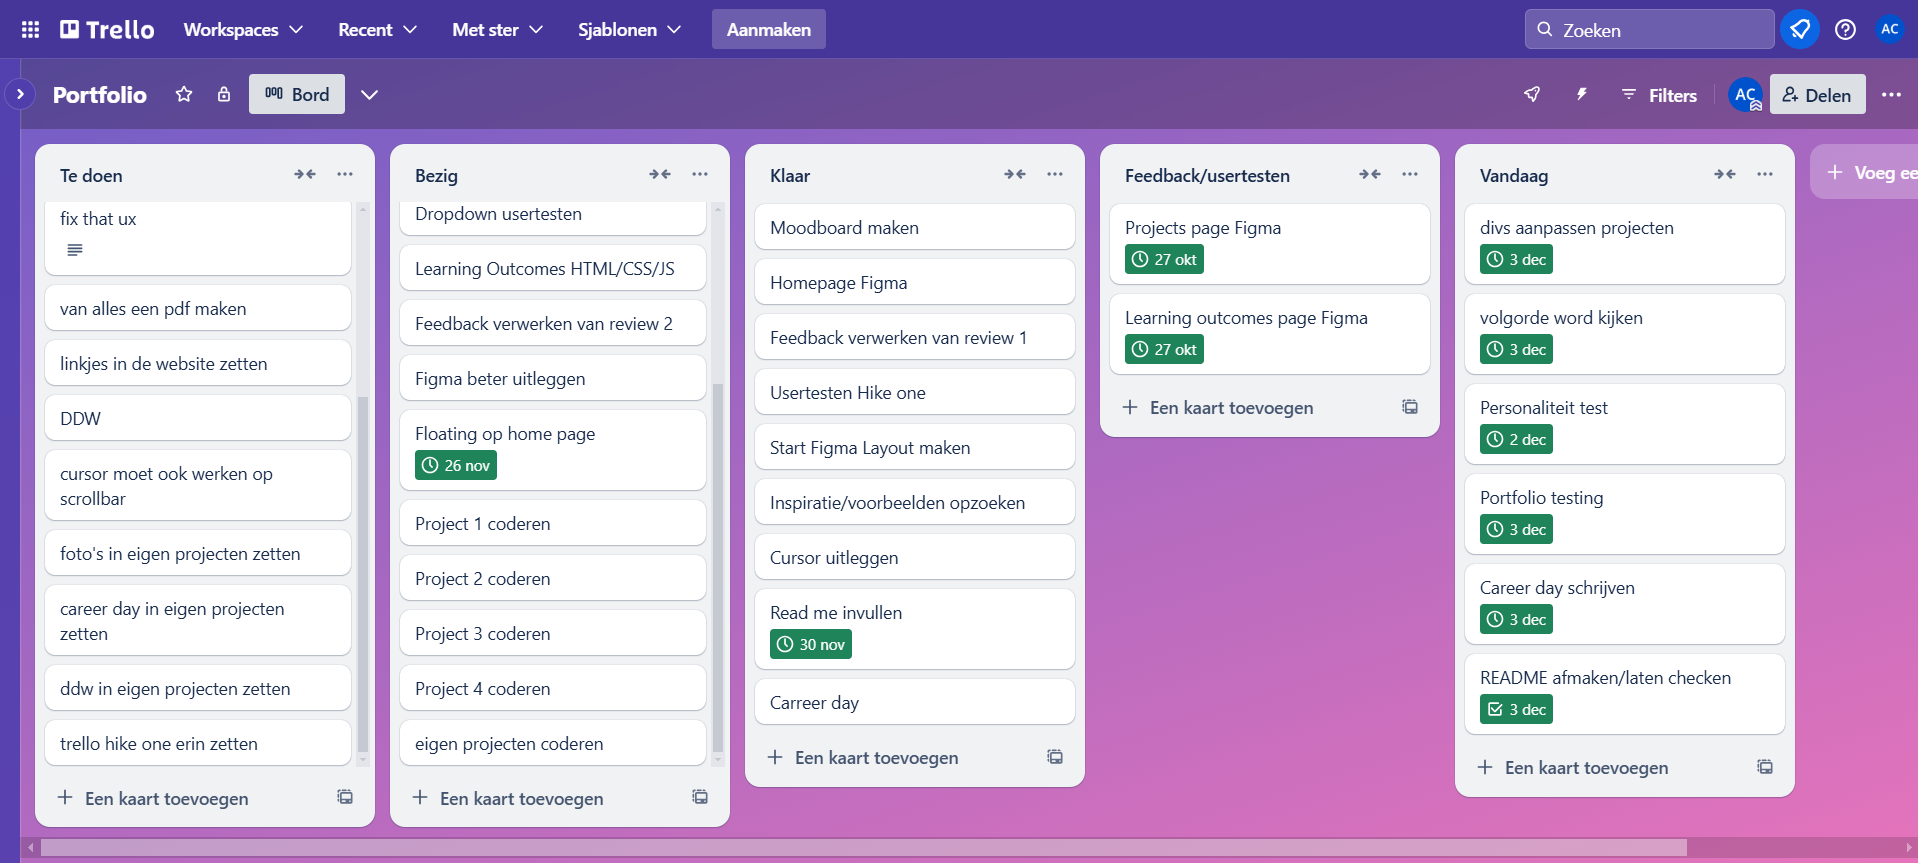 Trello
Workspaces
Recent
Met ster
Sjablonen
Aanmaken
Zoeken
AC
Portfolio
Bord
Filters
AC
Delen
Te doen
fix that ux
van alles een pdf maken
linkjes in de website zetten
DDW
cursor moet ook werken op
scrollbar
foto's in eigen projecten zetten
career day in eigen projecten
zetten
ddw in eigen projecten zetten
trello hike one erin zetten
Een kaart toevoegen
Bezig
Dropdown usertesten
Learning Outcomes HTML/CSS/JS
Feedback verwerken van review 2
Figma beter uitleggen
Floating op home page
26 nov
Project 1 coderen
Project 2 coderen
Project 3 coderen
Project 4 coderen
eigen projecten coderen
Een kaart toevoegen
Klaar
Moodboard maken
Homepage Figma
Feedback verwerken van review 1
Usertesten Hike one
Start Figma Layout maken
Inspiratie/voorbeelden opzoeken
Cursor uitleggen
Read me invullen
30 nov
Carreer day
Een kaart toevoegen
Feedback/usertesten
Projects page Figma
27 okt
Learning outcomes page Figma
27 okt
Een kaart toevoegen
Vandaag
divs aanpassen projecten
3 dec
volgorde word kijken
3 dec
Personaliteit test
2 dec
Portfolio testing
3 dec
Career day schrijven
3 dec
README afmaken/laten checken
3 dec
Een kaart toevoegen
Voeg ee